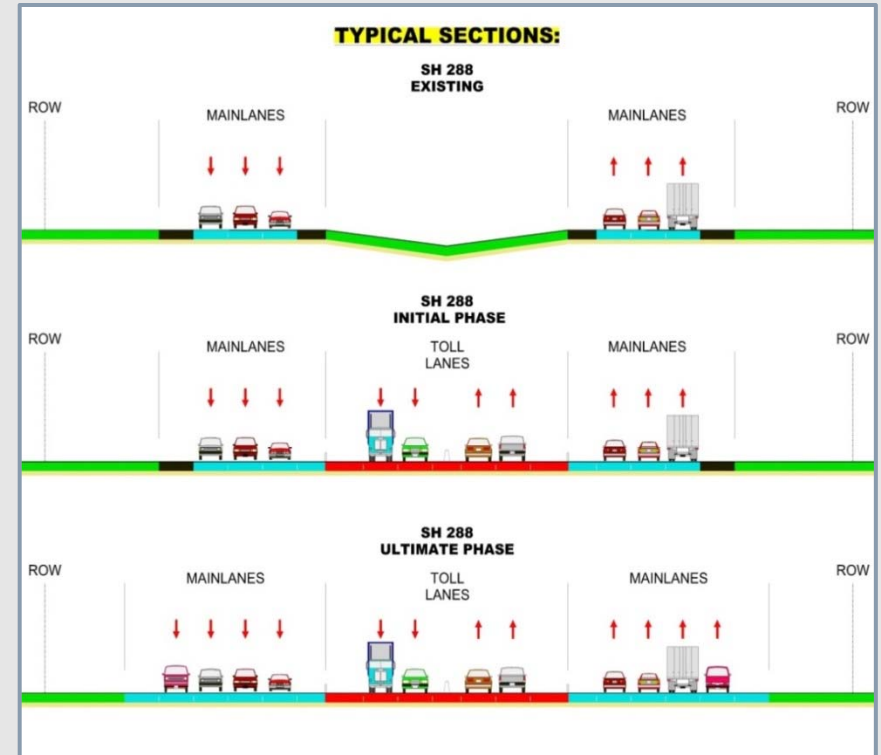 TYPICAL SECTIONS:
SH 288
EXISTING
ROW
MAINLANES
MAINLANES
ROW
SH 288
INITIAL PHASE
ROW
MAINLANES
TOLL
LANES
MAINLANES
ROW
SH 288
ULTIMATE PHASE
ROW
MAINLANES
TOLL
LANES
MAINLANES
ROW